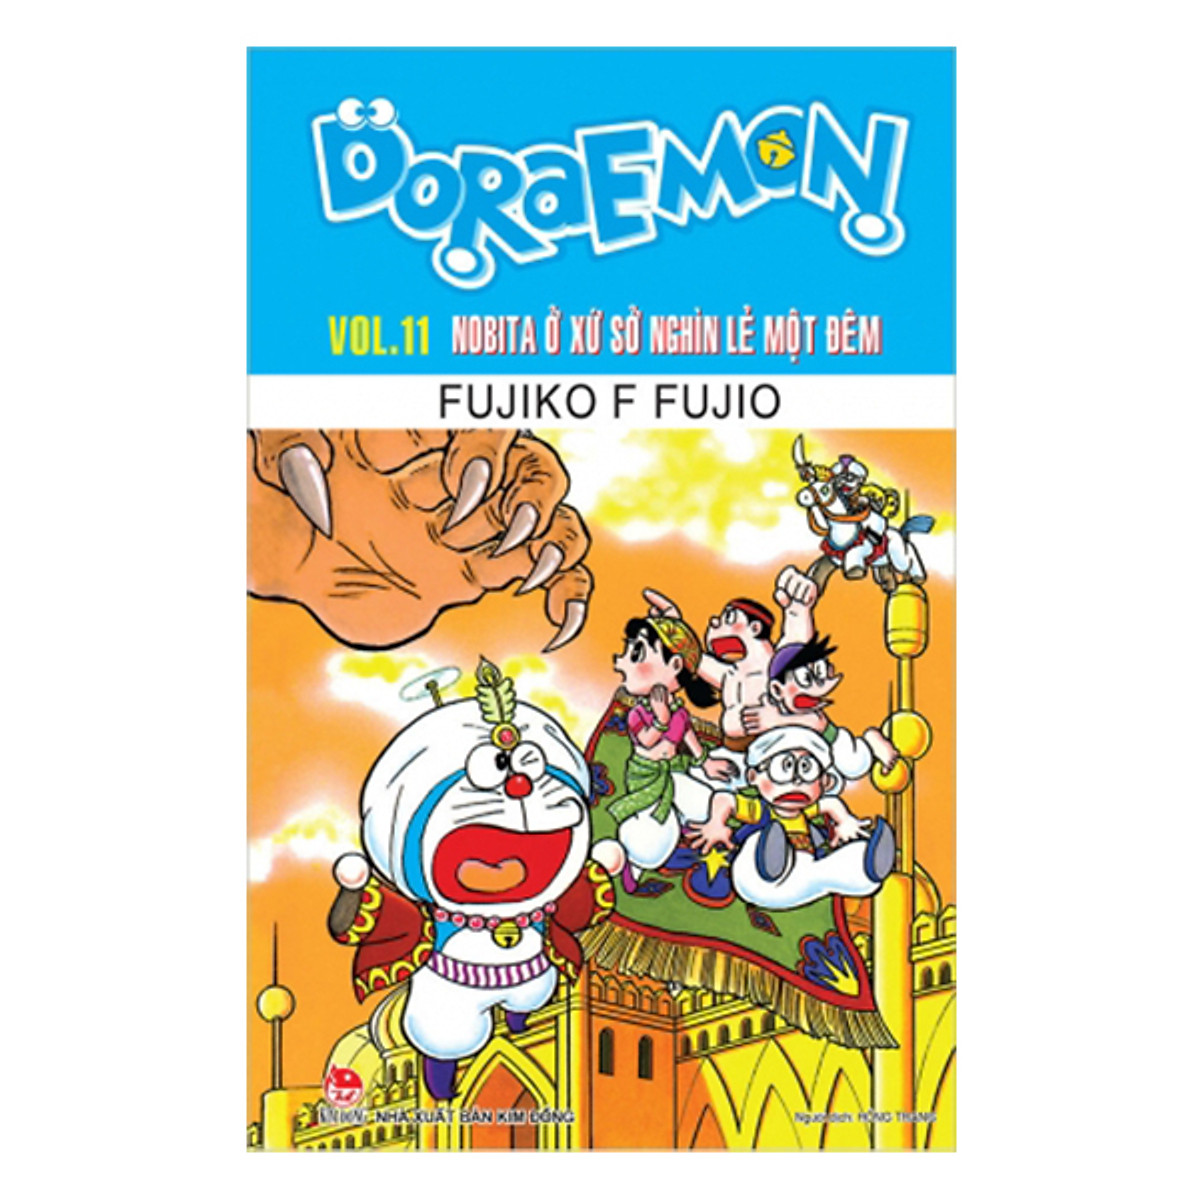 DORAEMON
VOL.11 NOBITA Ở XỨ SỞ NGHÌN LẺ MỘT ĐÊM
FUJIKO F FUJIO
NHÀ XUẤT BẢN KIM ĐỒNG
Người dịch: HỒNG TRANG